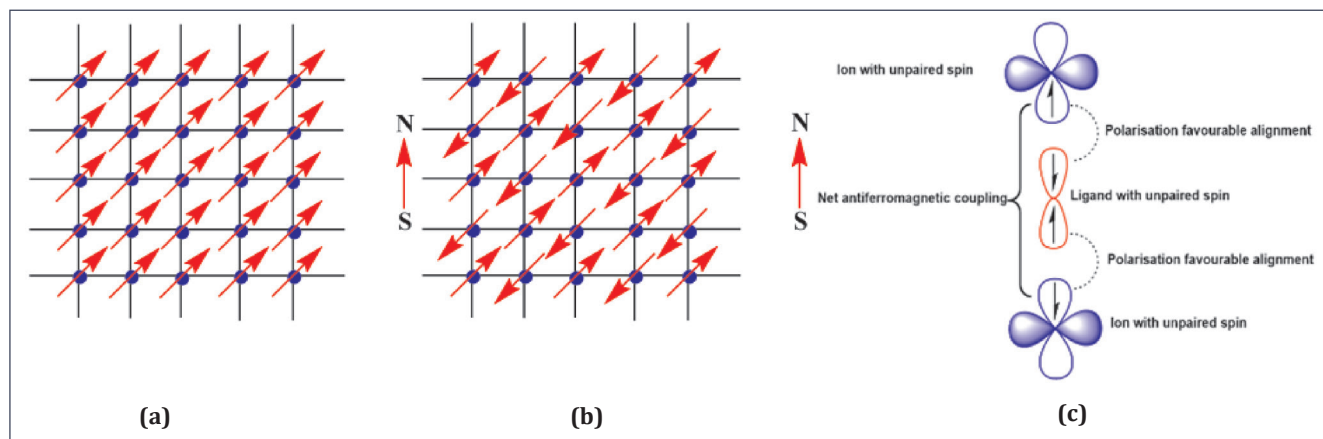 N
S
(a)
N
S
(b)
Ion with unpaired spin
Polarisation favourable alignment
Net antiferromagnetic coupling
Ligand with unpaired spin
Polarisation favourable alignment
Ion with unpaired spin
(c)